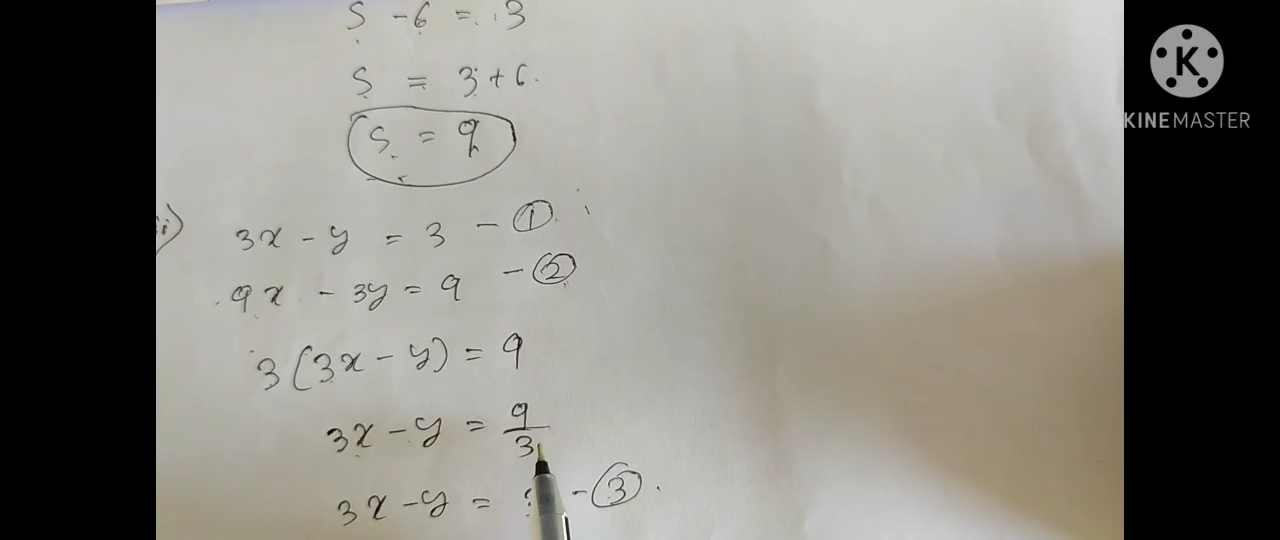 S - 6 = 3
S = 3 + 6.
S = 9
ii)
3x - y = 3 - ①
9x - 3y = 9 - ②
3(3x - y) = 9
3x - y = 9/3
3x - y = - ③
K
KINEMASTER